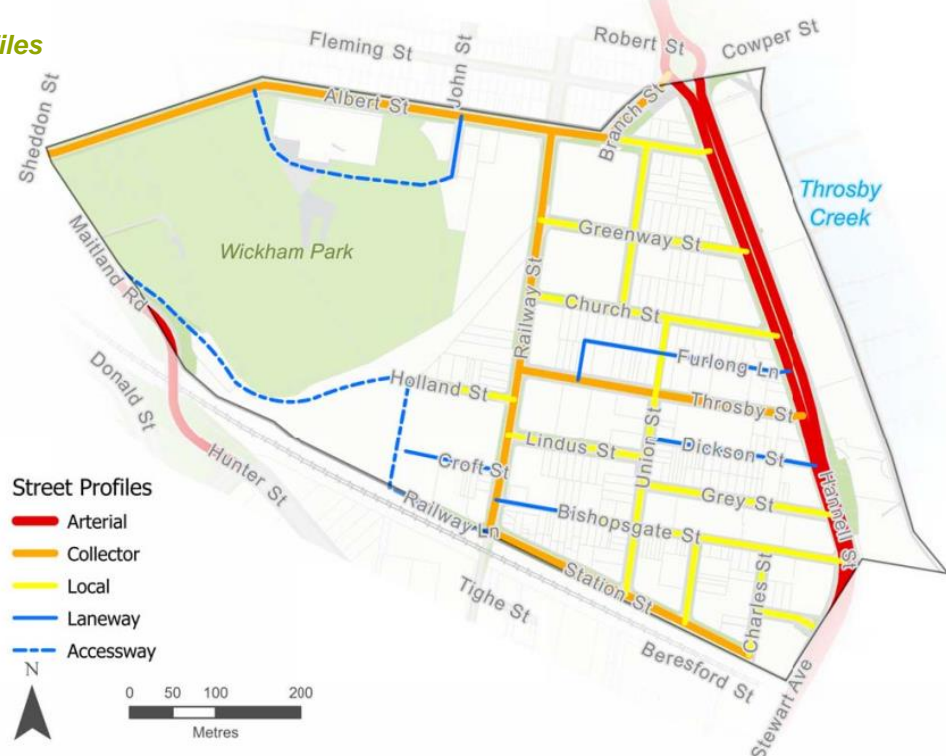 iles
Fleming St
John St
Robert St
Cowper St
Sheddon St
Albert St
Branch St
Throsby
Creek
Greenway St
Wickham Park
Maitland Rd
Railway St
Church St
Furlong Ln
Donald St
Holland St
Throsby St
Union St
Lindus St
Dickson St
Hunter St
Croft St
Grey St
Hannell St
Railway Ln
Bishopsgate St
Street Profiles
Arterial
Collector
Local
Laneway
Accessway
Station St
Charles St
Tighe St
Beresford St
Stewart Ave
N
0 50 100 200
Metres